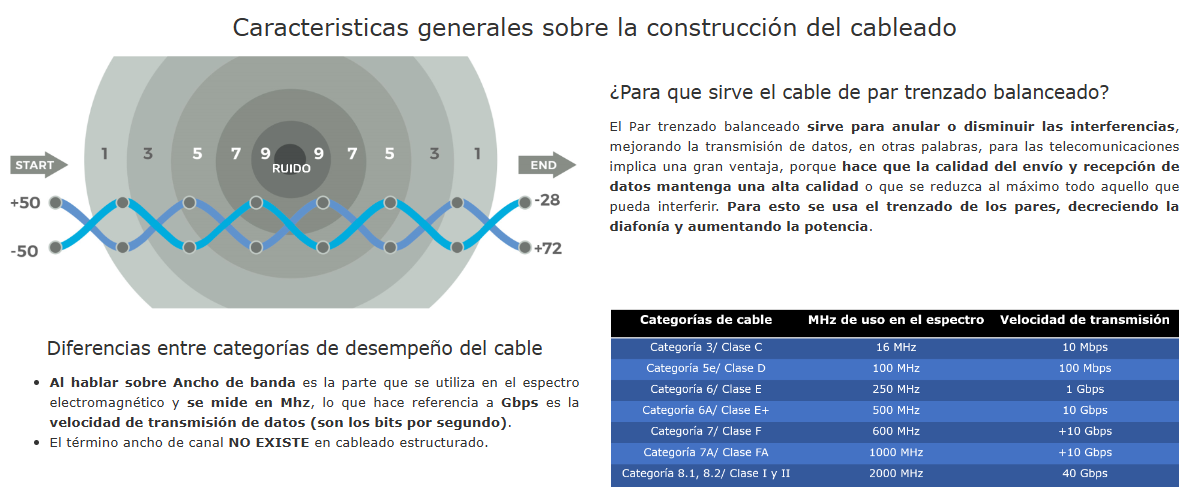 Caracteristicas generales sobre la construcción del cableado
1 3 5 7 9 9 7 5 3 1
START
RUIDO
END
+50
-28
-50
+72
Diferencias entre categorías de desempeño del cable
• Al hablar sobre Ancho de banda es la parte que se utiliza en el espectro
electromagnético y se mide en Mhz, lo que hace referencia a Gbps es la
velocidad de transmisión de datos (son los bits por segundo).
• El término ancho de canal NO EXISTE en cableado estructurado.
¿Para que sirve el cable de par trenzado balanceado?
El Par trenzado balanceado sirve para anular o disminuir las interferencias,
mejorando la transmisión de datos, en otras palabras, para las telecomunicaciones
implica una gran ventaja, porque hace que la calidad del envío y recepción de
datos mantenga una alta calidad o que se reduzca al máximo todo aquello que
pueda interferir. Para esto se usa el trenzado de los pares, decreciendo la
diafonía y aumentando la potencia.
Categorías de cable MHz de uso en el espectro Velocidad de transmisión
Categoría 3/ Clase C 16 MHz 10 Mbps
Categoría 5e/ Clase D 100 MHz 100 Mbps
Categoría 6/ Clase E 250 MHz 1 Gbps
Categoría 6A/ Clase E+ 500 MHz 10 Gbps
Categoría 7/ Clase F 600 MHz +10 Gbps
Categoría 7A/ Clase FA 1000 MHz +10 Gbps
Categoría 8.1, 8.2/ Clase I y II 2000 MHz 40 Gbps